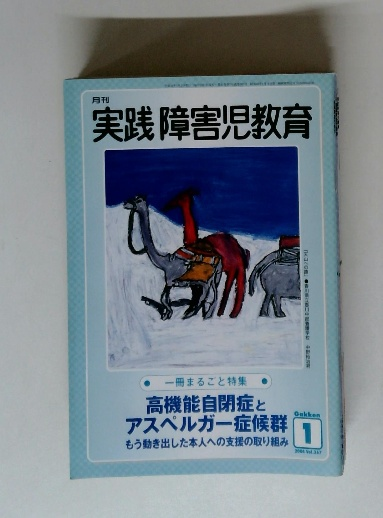 月刊
実践障害児教育
一冊まるごと特集
高機能自閉症と
アスペルガー症候群
もう動き出した本人への支援の取り組み
Gakken
1